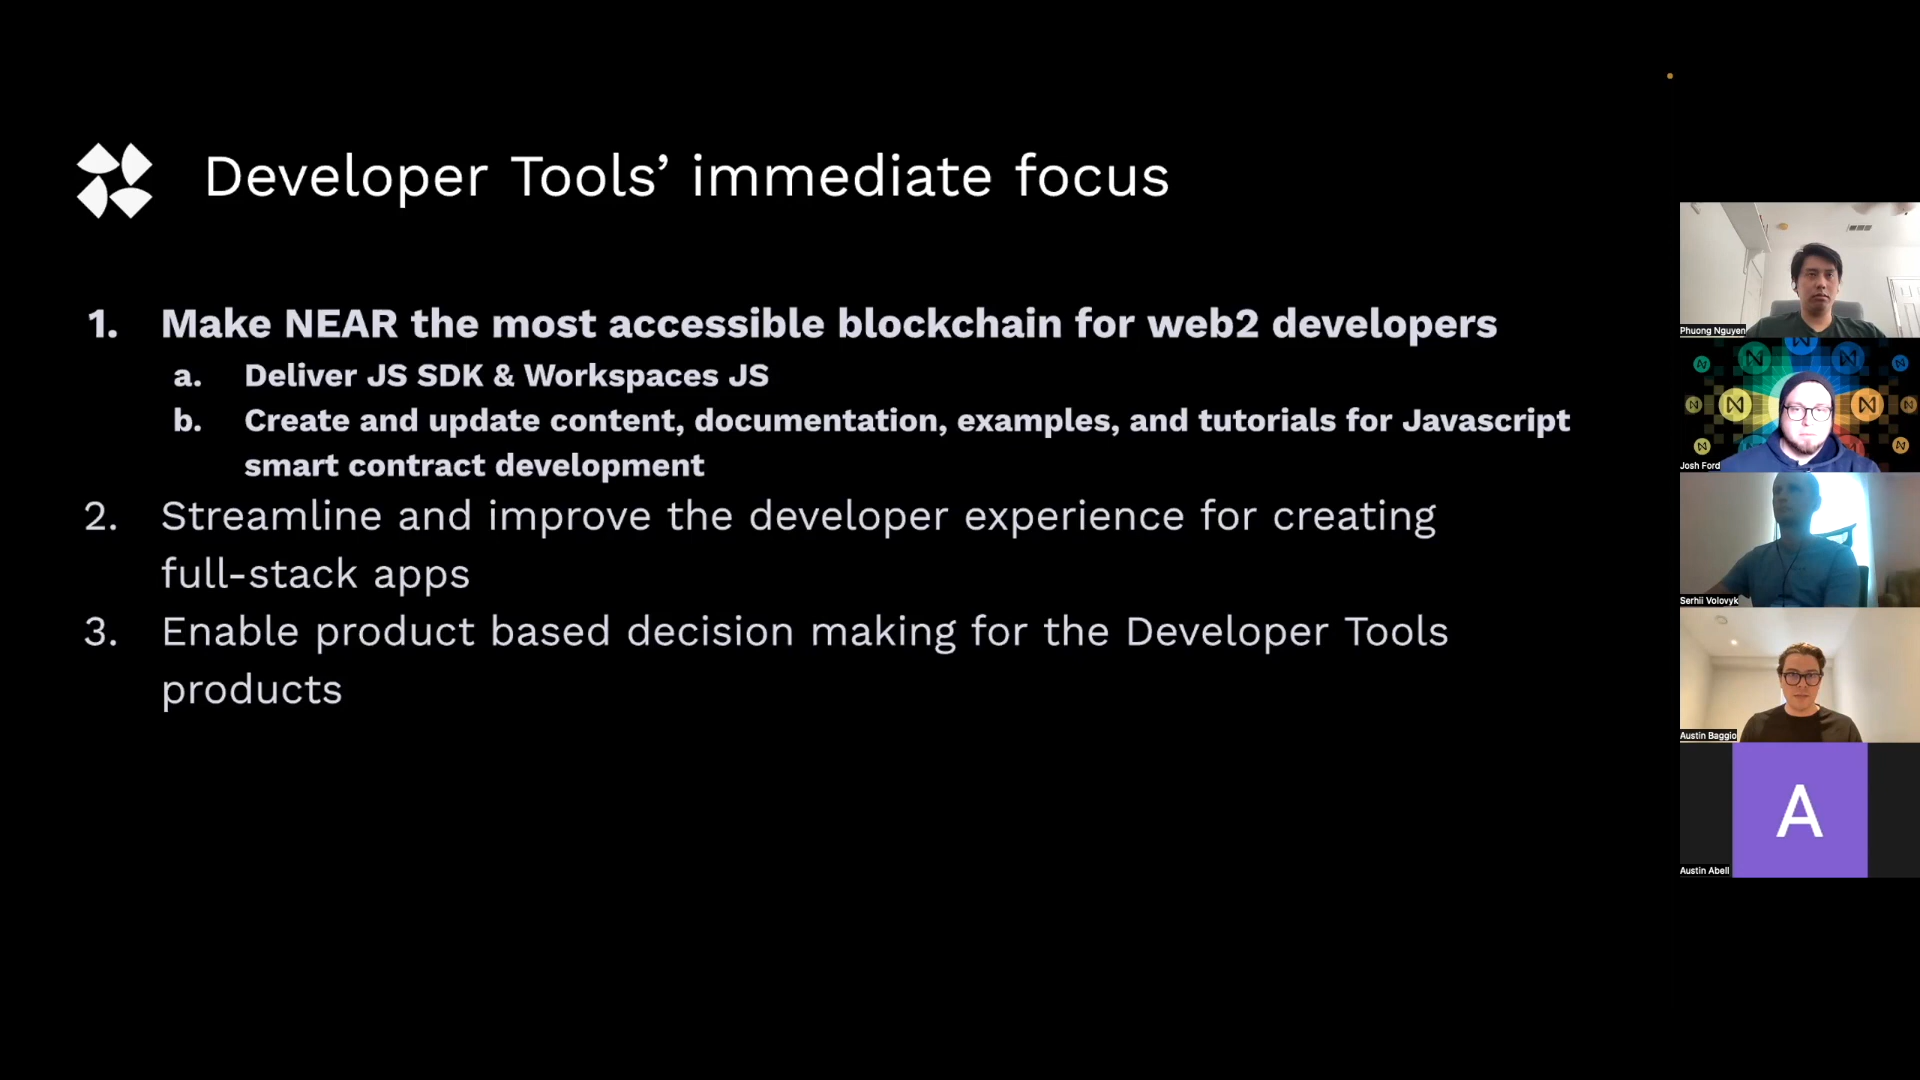 Developer Tools’ immediate focus
1. Make NEAR the most accessible blockchain for web2 developers
a. Deliver JS SDK & Workspaces JS
b. Create and update content, documentation, examples, and tutorials for Javascript
smart contract development
2. Streamline and improve the developer experience for creating
full-stack apps
3. Enable product based decision making for the Developer Tools
products
Phuong Nguyen
Josh Ford
Serhii Volovyk
Austin Baggio
A
Austin Abell